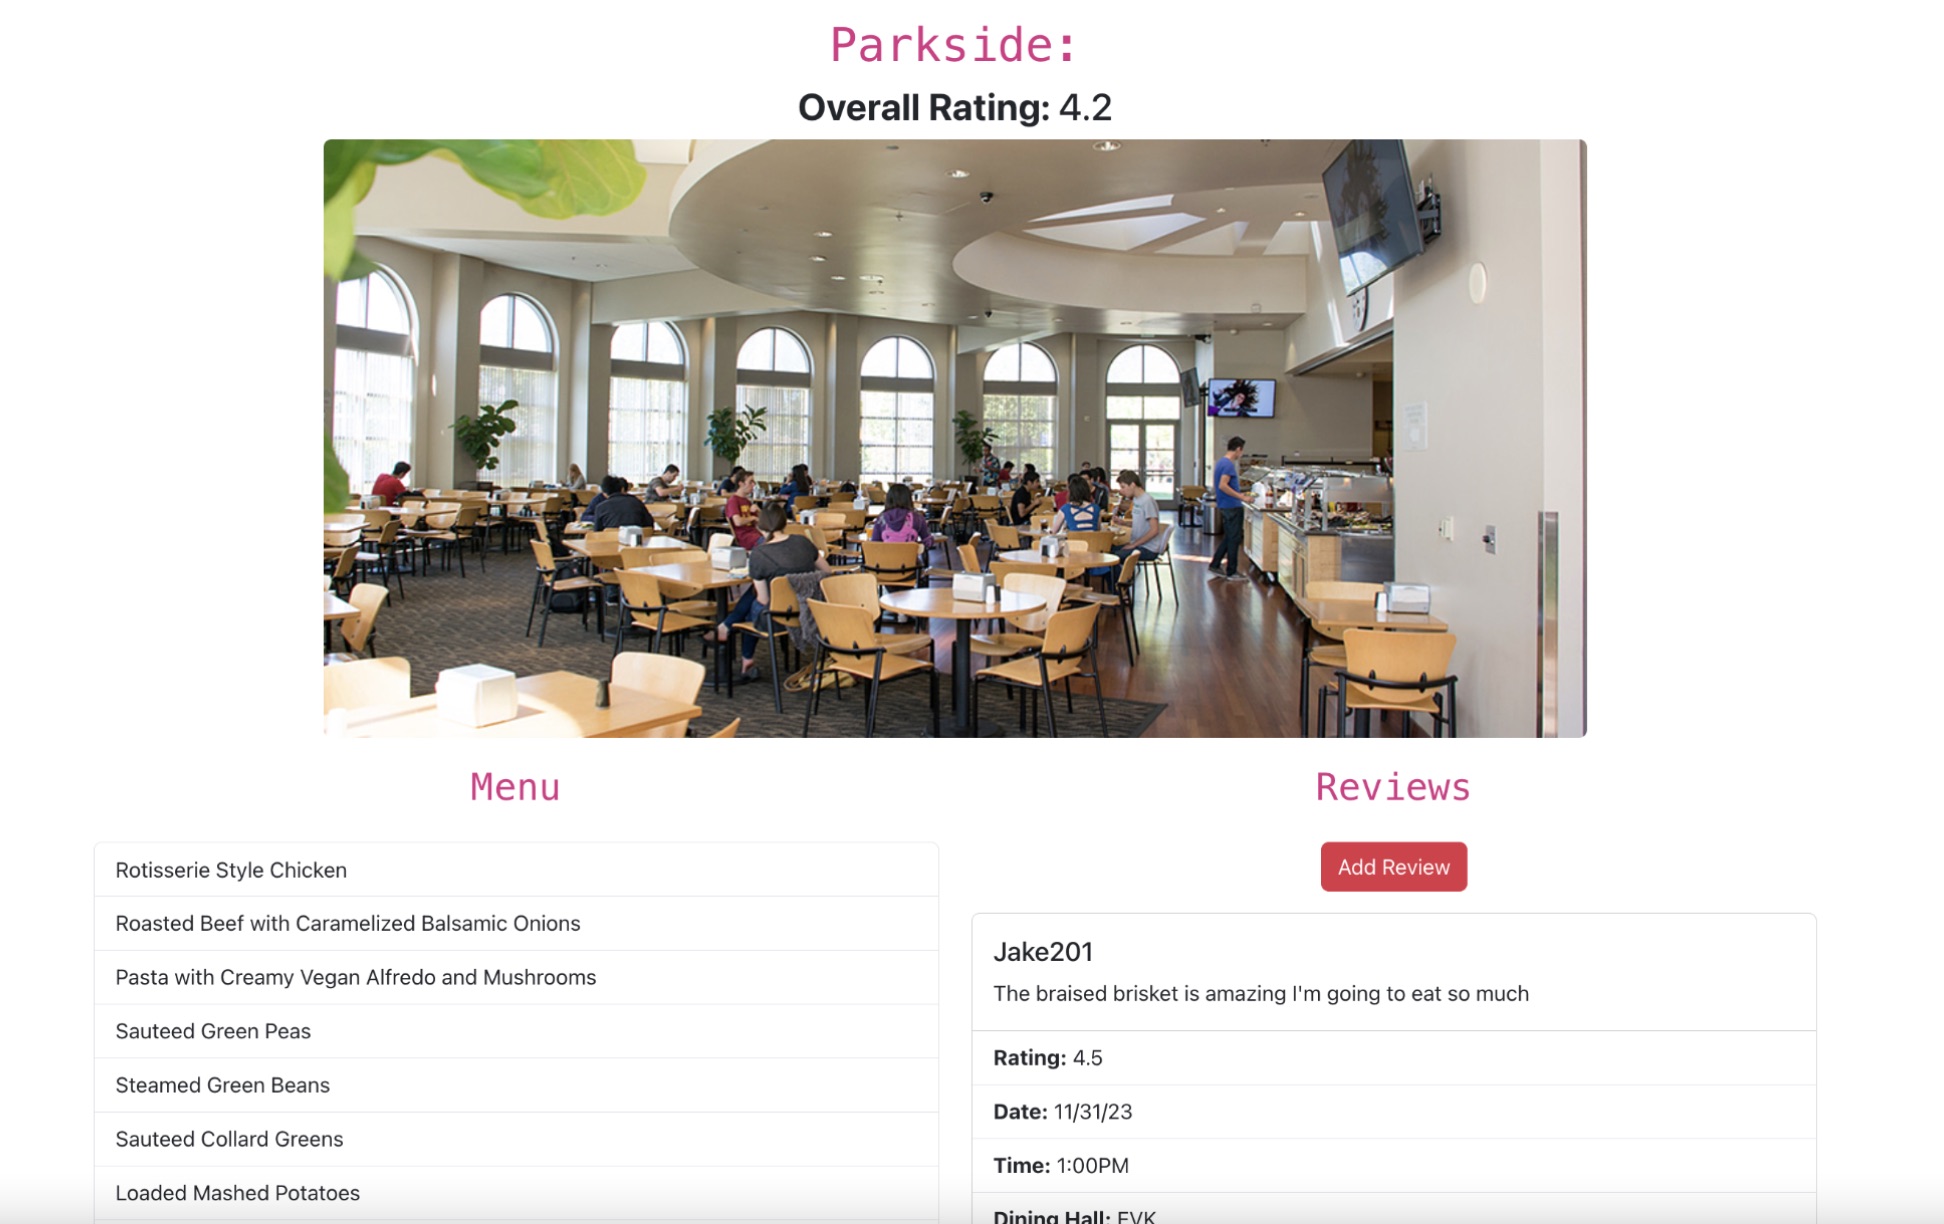 Parkside:
Overall Rating: 4.2
Menu
Rotisserie Style Chicken
Roasted Beef with Caramelized Balsamic Onions
Pasta with Creamy Vegan Alfredo and Mushrooms
Sauteed Green Peas
Steamed Green Beans
Sauteed Collard Greens
Loaded Mashed Potatoes
Reviews
Add Review
Jake201
The braised brisket is amazing I'm going to eat so much
Rating: 4.5
Date: 11/31/23
Time: 1:00PM
Dining Hall: EVK